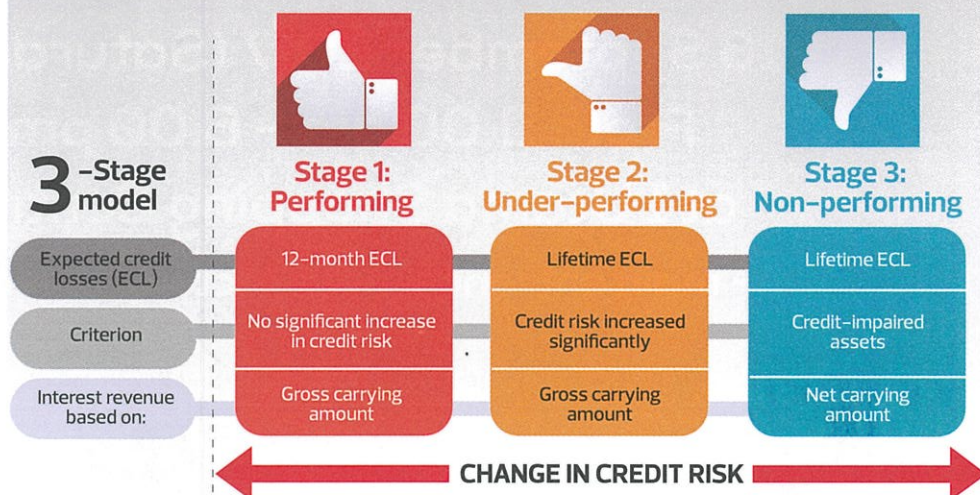 3-Stage
model
Stage 1:
Performing
Stage 2:
Under-performing
Stage 3:
Non-performing
Expected credit
losses (ECL)
12-month ECL
Lifetime ECL
Lifetime ECL
Criterion
No significant increase
in credit risk
Credit risk increased
significantly
Credit-impaired
assets
Interest revenue
based on:
Gross carrying
amount
Gross carrying
amount
Net carrying
amount
CHANGE IN CREDIT RISK